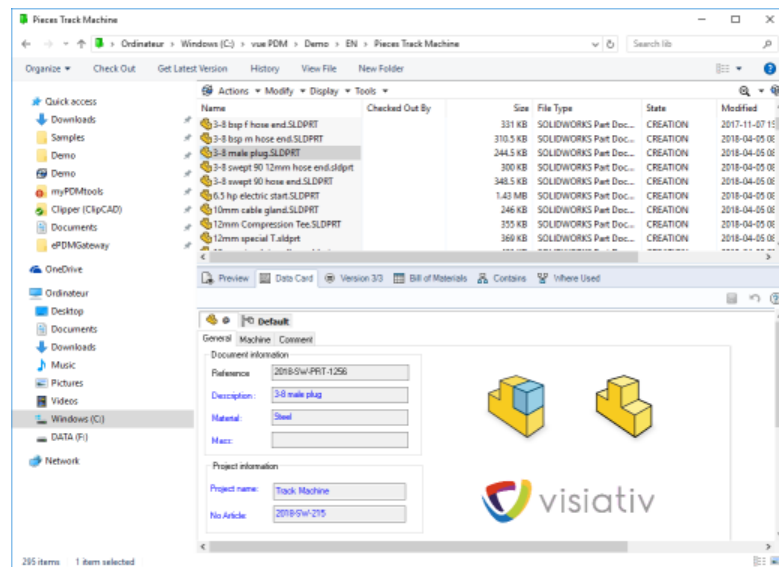 Pieces Track Machine
Ordinateur > Windows (C:) > vue PDM > Demo > EN > Pieces Track Machine
Search lib
Organize Check Out Get Latest Version History View File New Folder
Actions Modify Display Tools
Name Checked Out By Size File Type State Modified
3-8 bsp f hose end.SLDPRT 331 KB SOLIDWORKS Part Doc... CREATION 2017-11-07 15
3-8 bsp m hose end.SLDPRT 310.5 KB SOLIDWORKS Part Doc... CREATION 2018-04-05 08
3-8 male plug.SLDPRT 244.5 KB SOLIDWORKS Part Doc... CREATION 2018-04-05 08
3-8 swept 90 12mm hose end.sldprt 300 KB SOLIDWORKS Part Doc... CREATION 2018-04-05 08
3-8 swept 90 hose end.SLDPRT 348.5 KB SOLIDWORKS Part Doc... CREATION 2018-04-05 08
6.5 hp electric start.SLDPRT 1.43 MB SOLIDWORKS Part Doc... CREATION 2018-04-05 08
10mm cable gland.SLDPRT 246 KB SOLIDWORKS Part Doc... CREATION 2018-04-05 08
12mm Compression Tee.SLDPRT 355 KB SOLIDWORKS Part Doc... CREATION 2018-04-05 08
12mm special T.sldprt 369 KB SOLIDWORKS Part Doc... CREATION 2018-04-05 08
Quick access
Downloads
Samples
Demo
Demo
myPDMtools
Clipper (ClipCAD)
Documents
ePDMGateway
OneDrive
Ordinateur
Desktop
Documents
Downloads
Music
Pictures
Videos
Windows (C:)
DATA (F:)
Network
Preview Data Card Version 3/3 Bill of Materials Contains Where Used
Default
General Machine Comment
Document information
Reference 2018-SW-PRT-1256
Description : 3-8 male plug
Material: Steel
Mass:
Project information
Project name: Track Machine
No Article: 2018-SW-215
visiativ
295 items 1 item selected